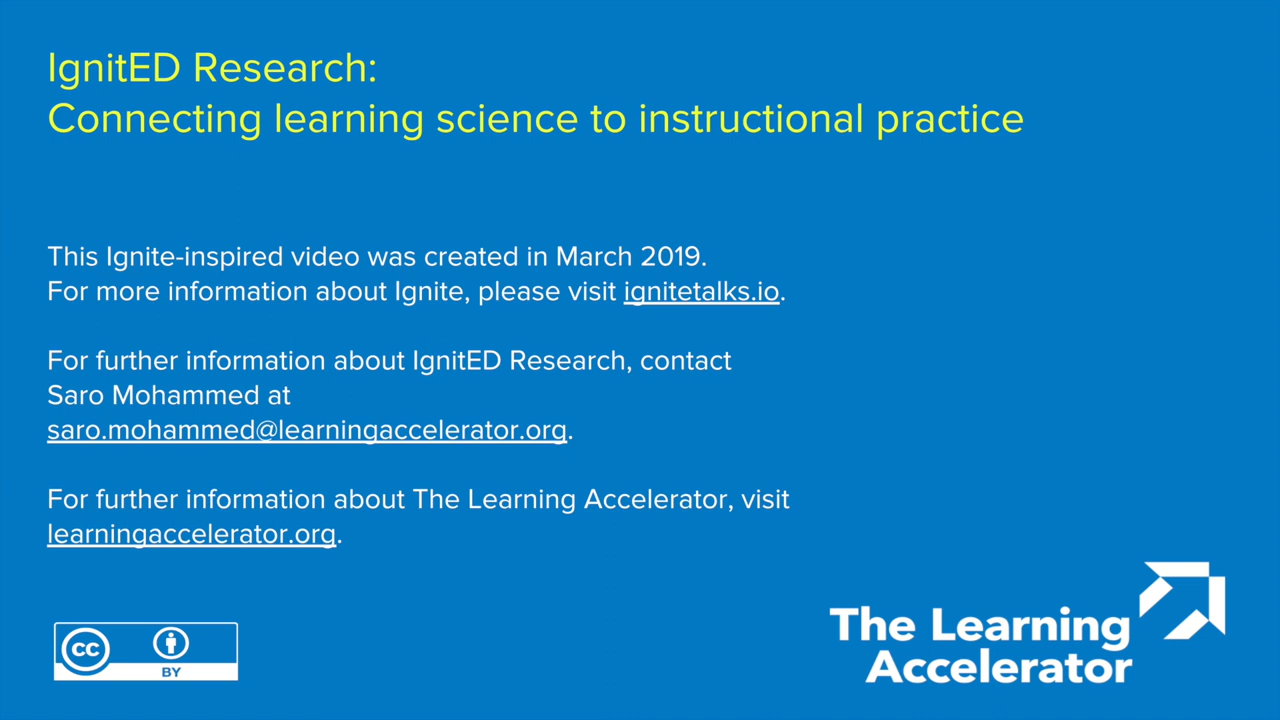 IgnitED Research:
Connecting learning science to instructional practice
This Ignite-inspired video was created in March 2019.
For more information about Ignite, please visit ignitetalks.io.
For further information about IgnitED Research, contact
Saro Mohammed at
saro.mohammed@learningaccelerator.org.
For further information about The Learning Accelerator, visit
learningaccelerator.org.
CC
BY
The Learning
Accelerator